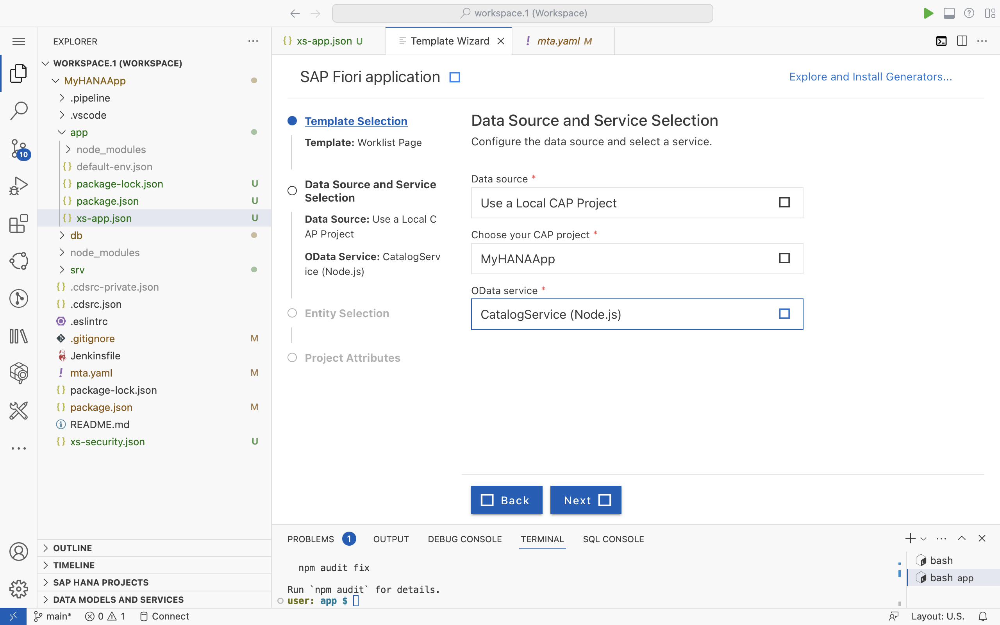 workspace.1 (Workspace)
EXPLORER
WORKSPACE.1 (WORKSPACE)
MyHANAApp
.pipeline
.vscode
app
node_modules
default-env.json
package-lock.json U
package.json U
xs-app.json U
db
node_modules
srv
.cdsrc-private.json
.cdsrc.json
.eslintrc
.gitignore M
Jenkinsfile
mta.yaml M
package-lock.json
package.json M
README.md
xs-security.json U
OUTLINE
TIMELINE
SAP HANA PROJECTS
DATA MODELS AND SERVICES
10
xs-app.json U
Template Wizard
mta.yaml M
SAP Fiori application
Explore and Install Generators...
Template Selection
Template: Worklist Page
Data Source and Service
Selection
Data Source: Use a Local C
AP Project
OData Service: CatalogServ
ice (Node.js)
Entity Selection
Project Attributes
Data Source and Service Selection
Configure the data source and select a service.
Data source *
Use a Local CAP Project
Choose your CAP project *
MyHANAApp
OData service *
CatalogService (Node.js)
Back
Next
PROBLEMS 1 OUTPUT DEBUG CONSOLE TERMINAL SQL CONSOLE
npm audit fix
Run `npm audit` for details.
user: app $
bash
bash app
main* 0 1 Connect
Layout: U.S.